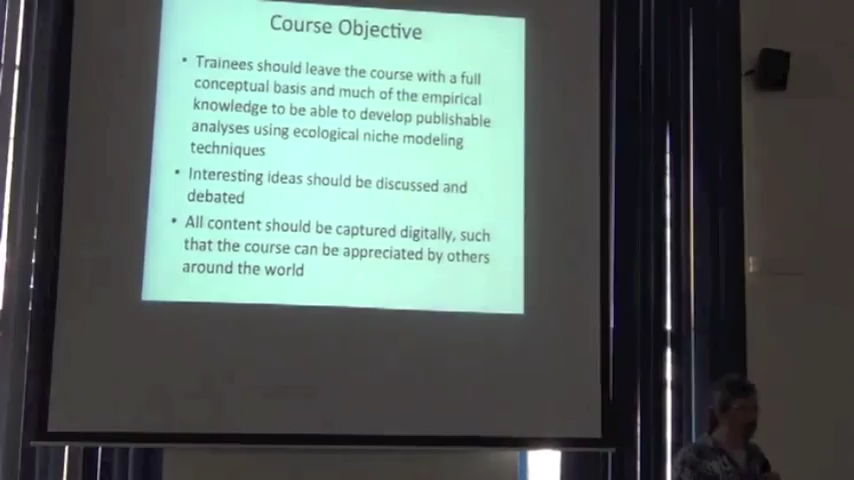 Course Objective
• Trainees should leave the course with a full
conceptual basis and much of the empirical
knowledge to be able to develop publishable
analyses using ecological niche modeling
techniques
• Interesting ideas should be discussed and
debated
• All content should be captured digitally, such
that the course can be appreciated by others
around the world